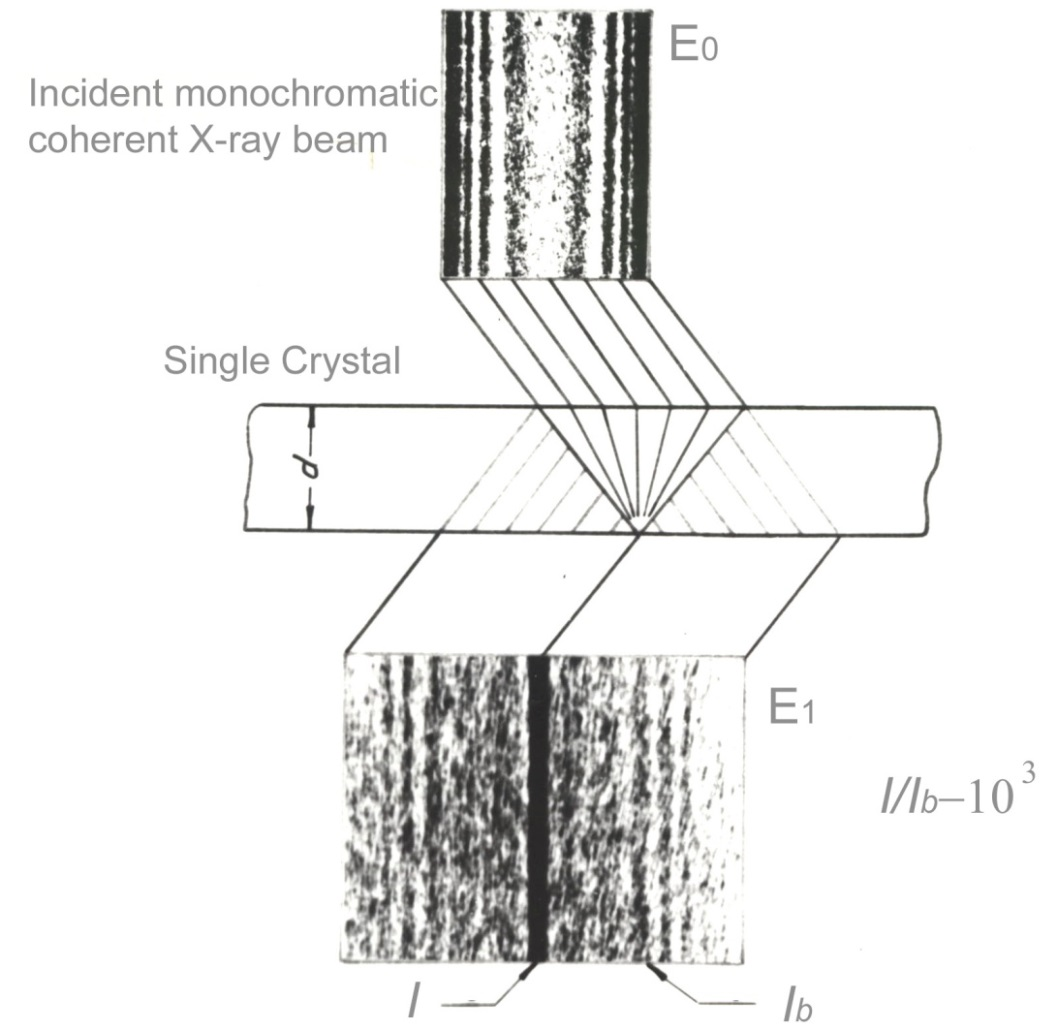 E0
Incident monochromatic
coherent X-ray beam
Single Crystal
d
E1
I/Ib–10³
I
Ib